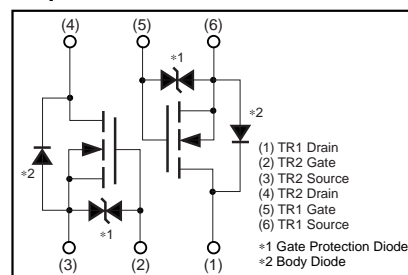 (4) (5) (6)
∗1
∗2
∗2
∗1
(3) (2) (1)
(1) TR1 Drain
(2) TR2 Gate
(3) TR2 Source
(4) TR2 Drain
(5) TR1 Gate
(6) TR1 Source
∗1 Gate Protection Diode
∗2 Body Diode